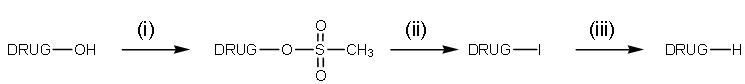 (i) (ii) (iii)
O
DRUG—OH DRUG—O—S—CH3 DRUG—I DRUG—H
O